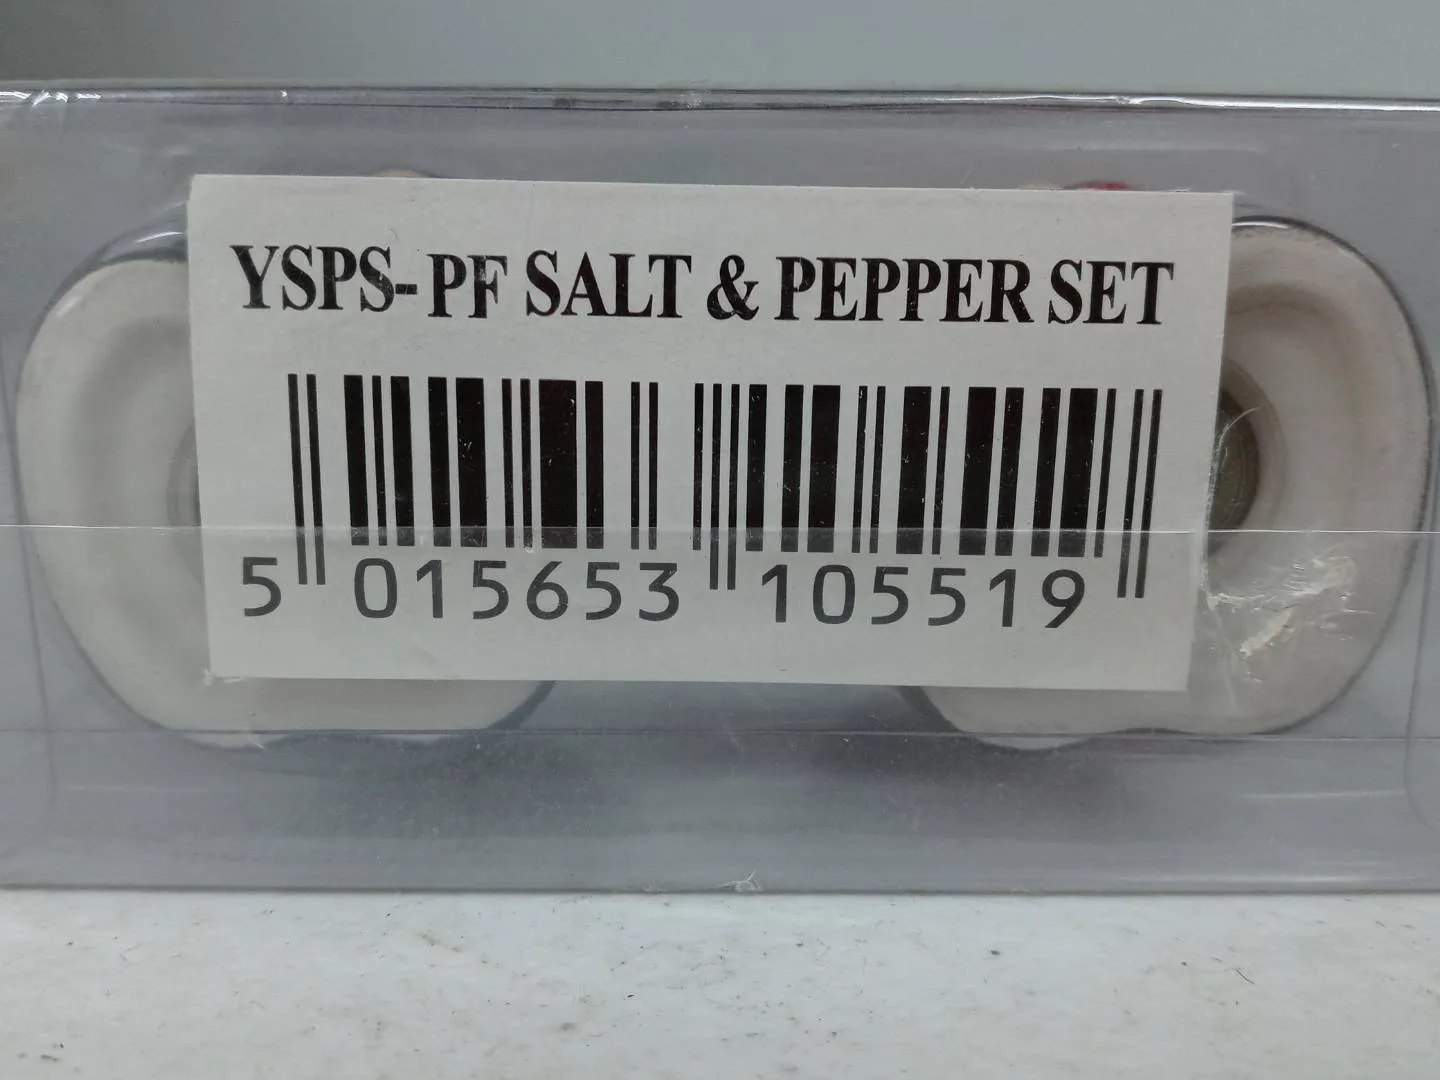 YSPS-PF SALT & PEPPER SET
5 015653 105519